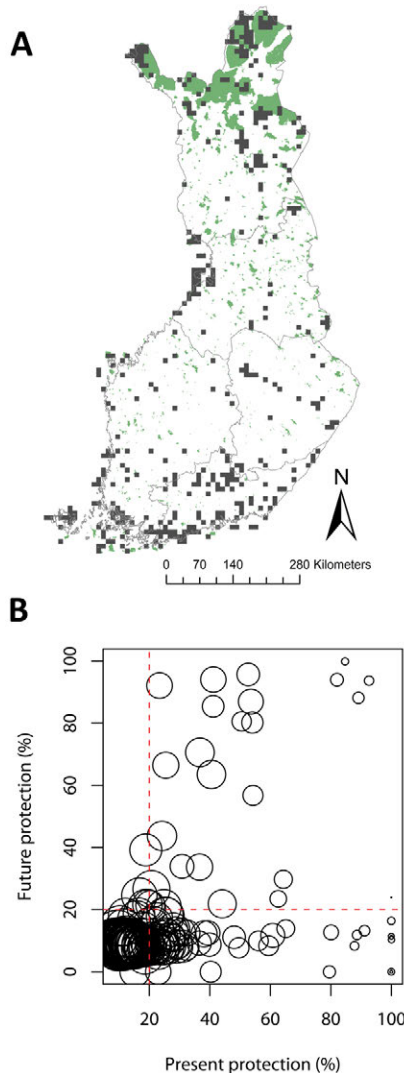 A
N
0 70 140 280 Kilometers
B
Future protection (%)
100
80
60
40
20
0
20 40 60 80 100
Present protection (%)